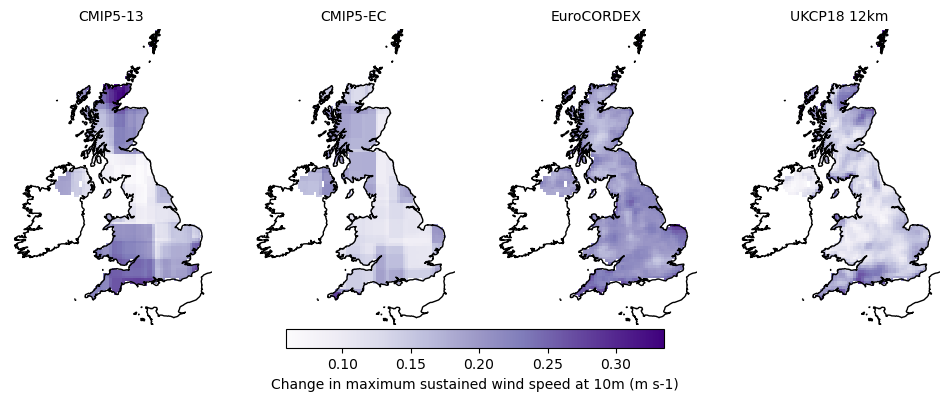 CMIP5-13
CMIP5-EC
EuroCORDEX
UKCP18 12km
0.10 0.15 0.20 0.25 0.30
Change in maximum sustained wind speed at 10m (m s-1)